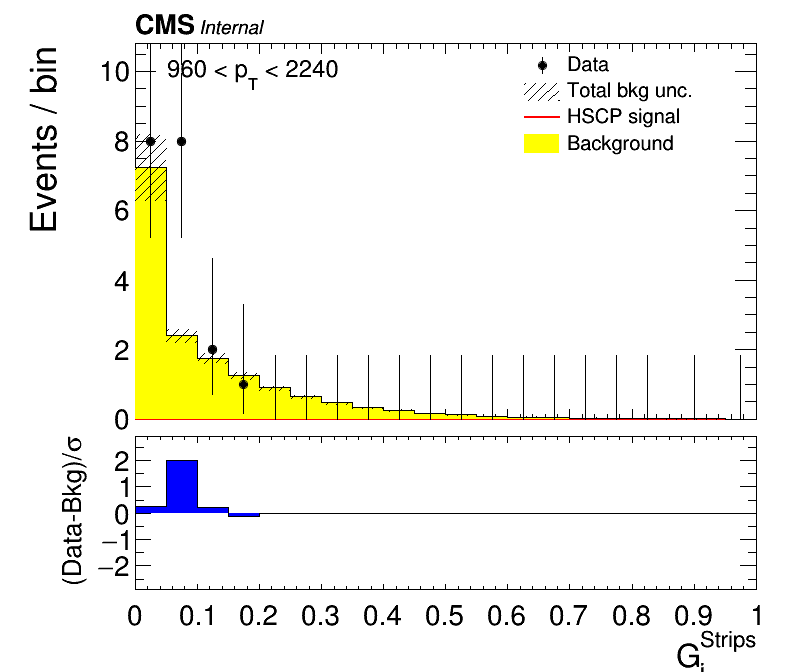 CMS Internal
960 < p_T < 2240
Data
Total bkg unc.
HSCP signal
Background
Events / bin
10
8
6
4
2
0
(Data-Bkg)/σ
2
1
0
−1
−2
0 0.1 0.2 0.3 0.4 0.5 0.6 0.7 0.8 0.9 1
G_i^Strips